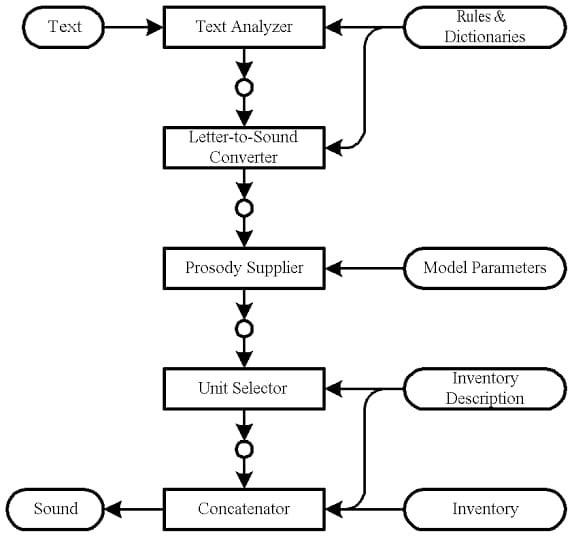 Text
Text Analyzer
Rules &
Dictionaries
Letter-to-Sound
Converter
Prosody Supplier
Model Parameters
Unit Selector
Inventory
Description
Sound
Concatenator
Inventory